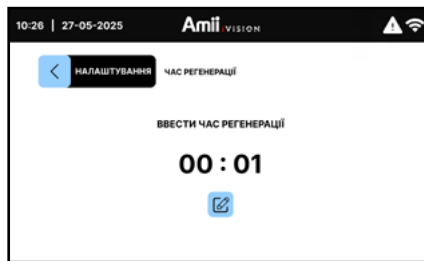 10:26 | 27-05-2025 Amii.VISION
НАЛАШТУВАННЯ ЧАС РЕГЕНЕРАЦІЇ
ВВЕСТИ ЧАС РЕГЕНЕРАЦІЇ
00 : 01